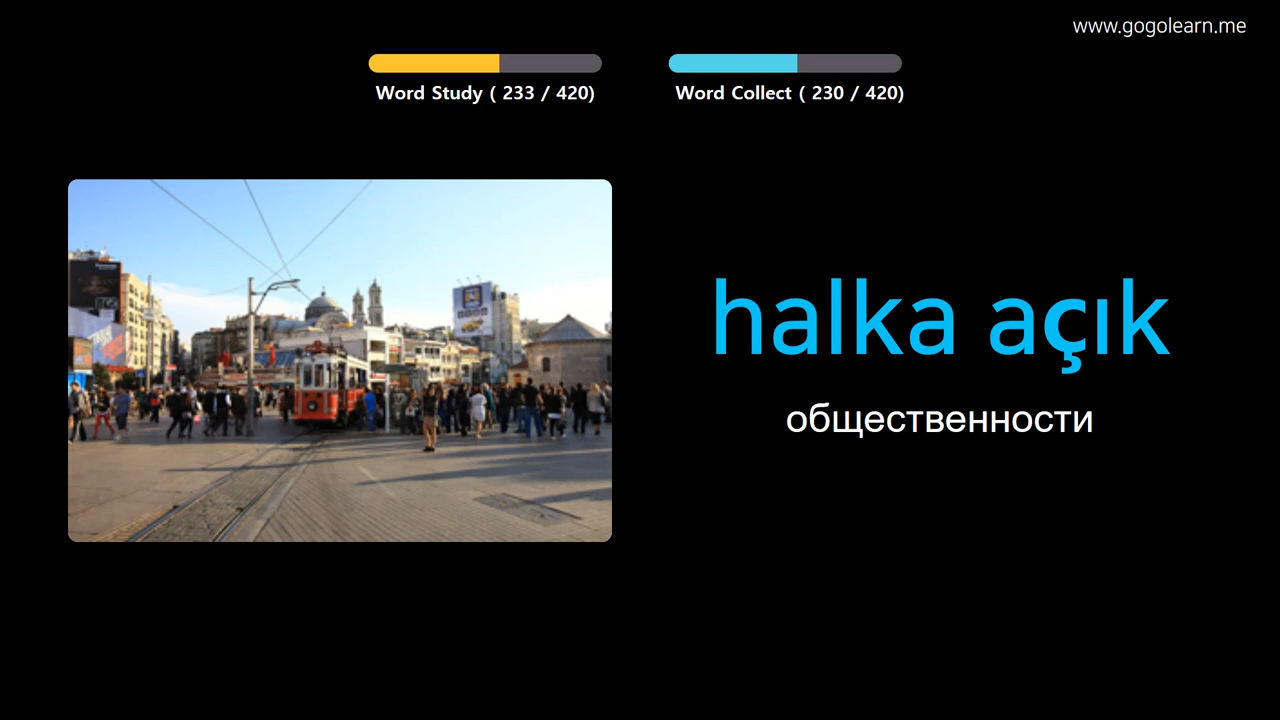 www.gogolearn.me
Word Study ( 233 / 420)
Word Collect ( 230 / 420)
halka açık
общественности